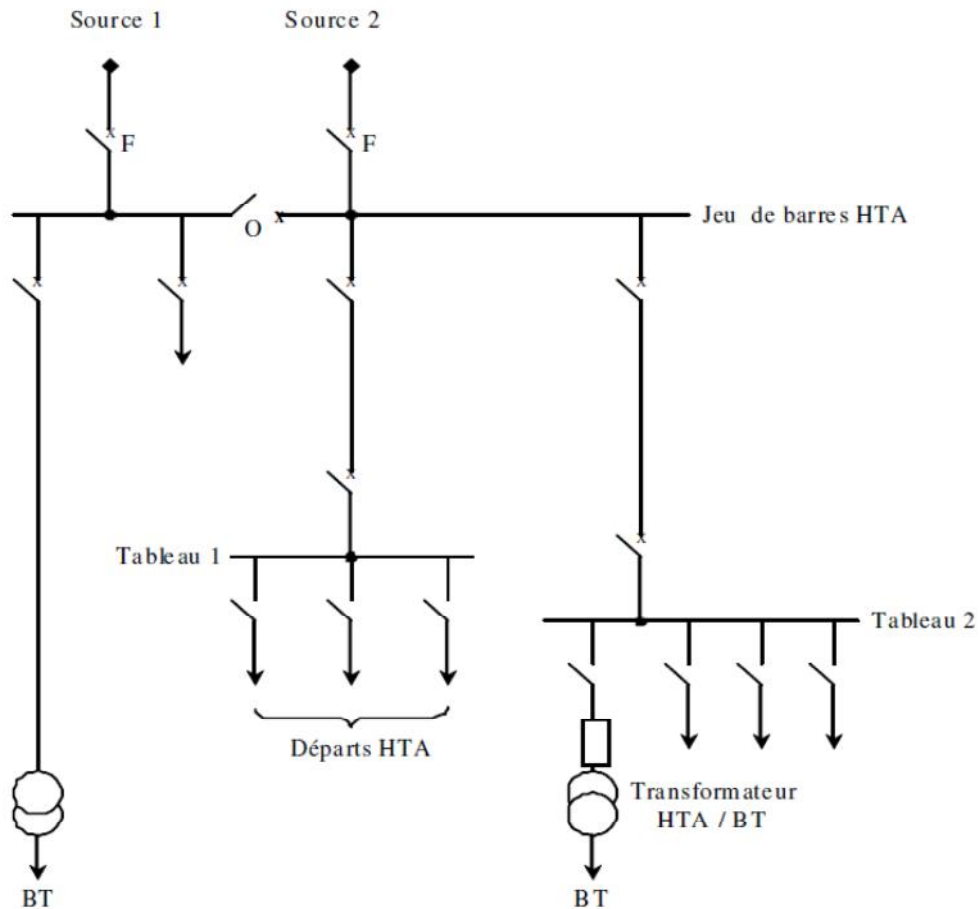 Source 1
Source 2
F
F
O
Jeu de barres HTA
Tableau 1
Tableau 2
Départs HTA
Transformateur
HTA / BT
BT
BT